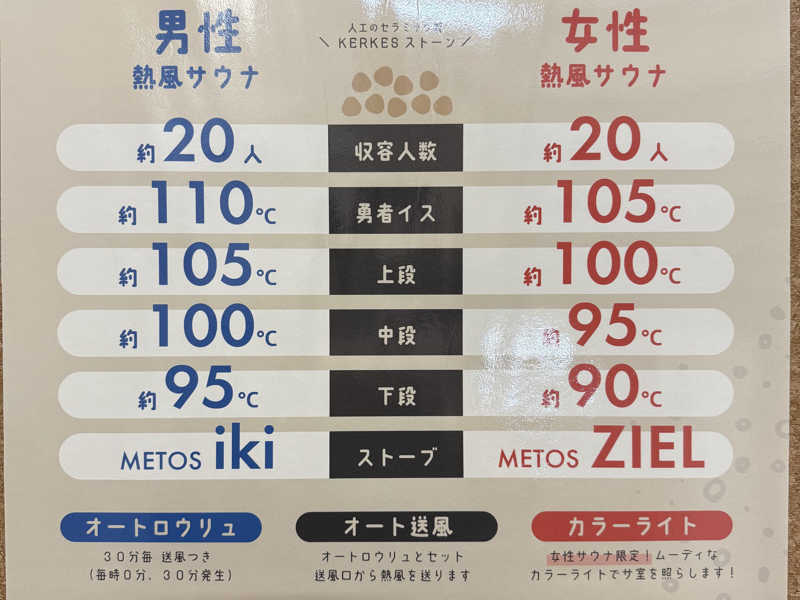 男性
熱風サウナ
人工のセラミック製
＼ KERKESストーン ／
女性
熱風サウナ
約20人 収容人数 約20人
約110℃ 勇者イス 約105℃
約105℃ 上段 約100℃
約100℃ 中段 約95℃
約95℃ 下段 約90℃
METOS iki ストーブ METOS ZIEL
オートロウリュ
30分毎 送風つき
（毎時0分、30分発生）
オート送風
オートロウリュとセット
送風口から熱風を送ります
カラーライト
女性サウナ限定！ムーディな
カラーライトでサ室を照らします！